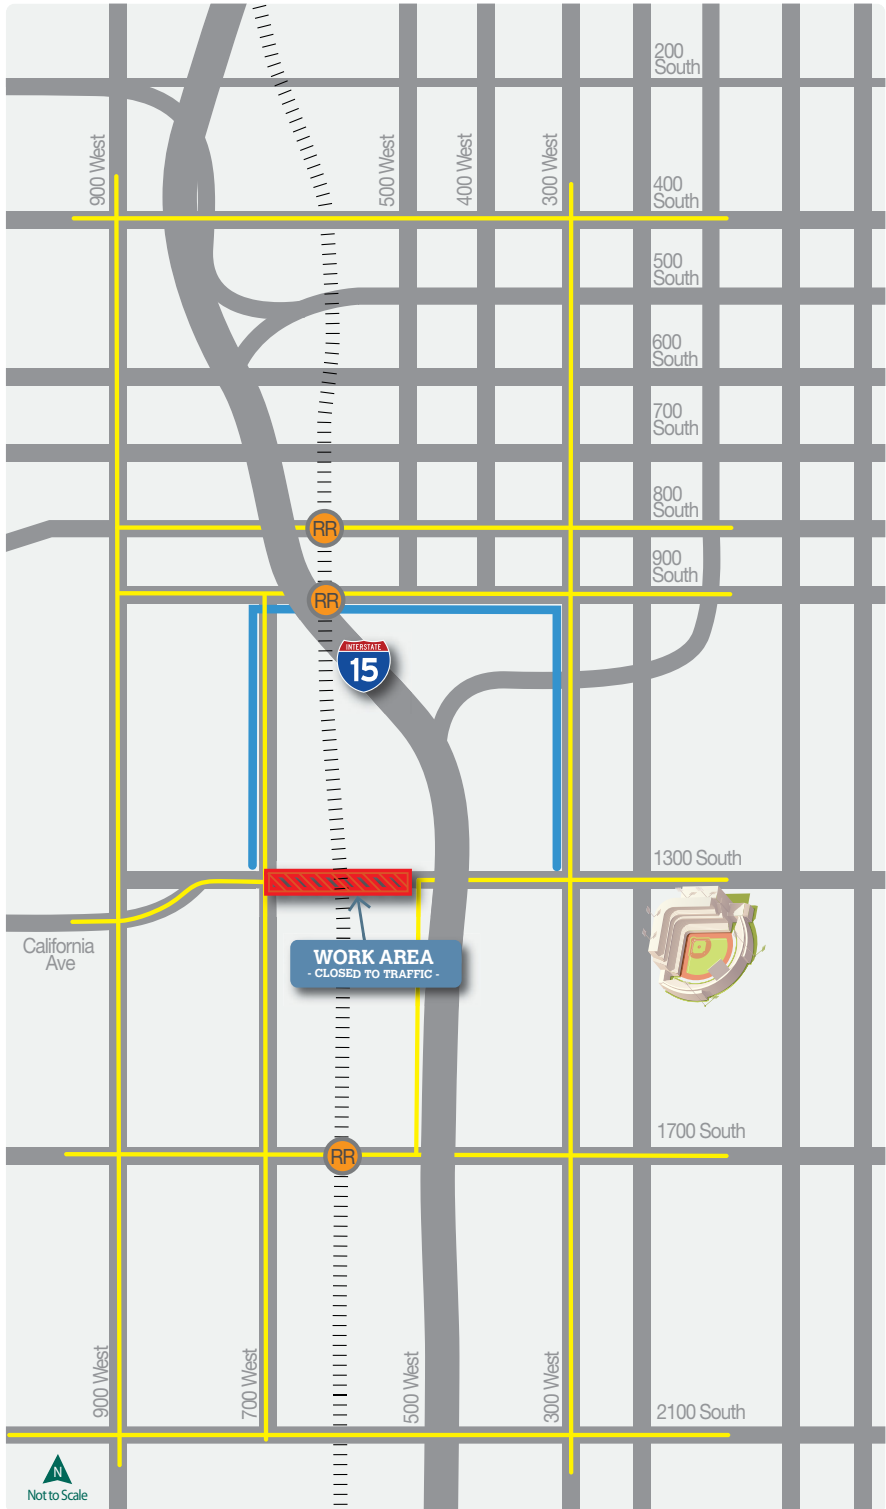 200
South
900 West
500 West
400 West
300 West
400
South
500
South
600
South
700
South
800
South
RR
900
South
RR
INTERSTATE
15
1300 South
California
Ave
WORK AREA
- CLOSED TO TRAFFIC -
1700 South
RR
900 West
700 West
500 West
300 West
2100 South
N
Not to Scale